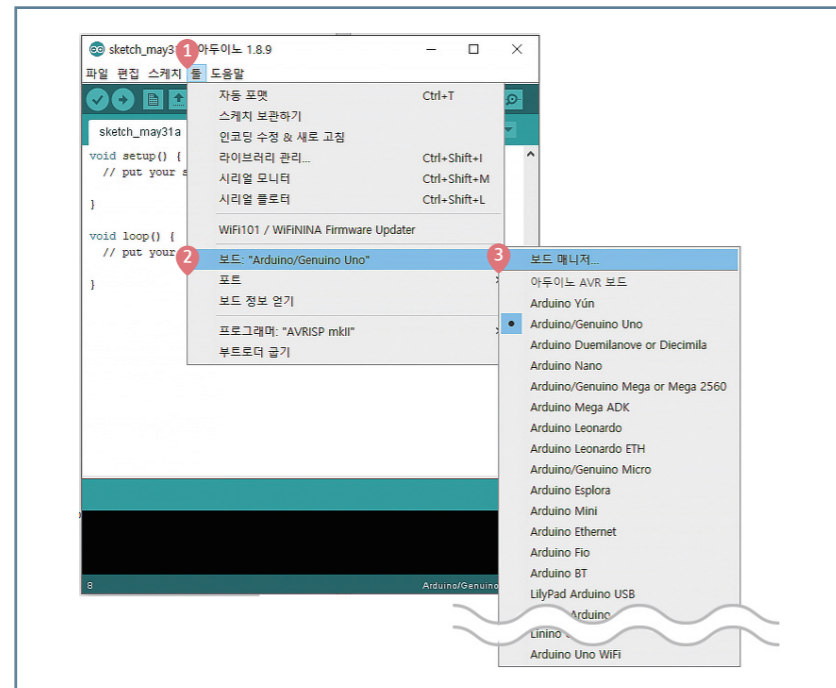 sketch_may3 1 아두이노 1.8.9
파일 편집 스케치 툴 도움말
sketch_may31a
void setup() {
// put your s
}
void loop() {
// put your
}
자동 포맷 Ctrl+T
스케치 보관하기
인코딩 수정 & 새로 고침
라이브러리 관리... Ctrl+Shift+I
시리얼 모니터 Ctrl+Shift+M
시리얼 플로터 Ctrl+Shift+L
WiFi101 / WiFiNINA Firmware Updater
2 보드: "Arduino/Genuino Uno"
포트
보드 정보 얻기
프로그래머: "AVRISP mkII"
부트로더 굽기
3 보드 매니저...
아두이노 AVR 보드
Arduino Yún
Arduino/Genuino Uno
Arduino Duemilanove or Diecimila
Arduino Nano
Arduino/Genuino Mega or Mega 2560
Arduino Mega ADK
Arduino Leonardo
Arduino Leonardo ETH
Arduino/Genuino Micro
Arduino Esplora
Arduino Mini
Arduino Ethernet
Arduino Fio
Arduino BT
LilyPad Arduino USB
Arduino
Linino
Arduino Uno WiFi
8 Arduino/Genuino